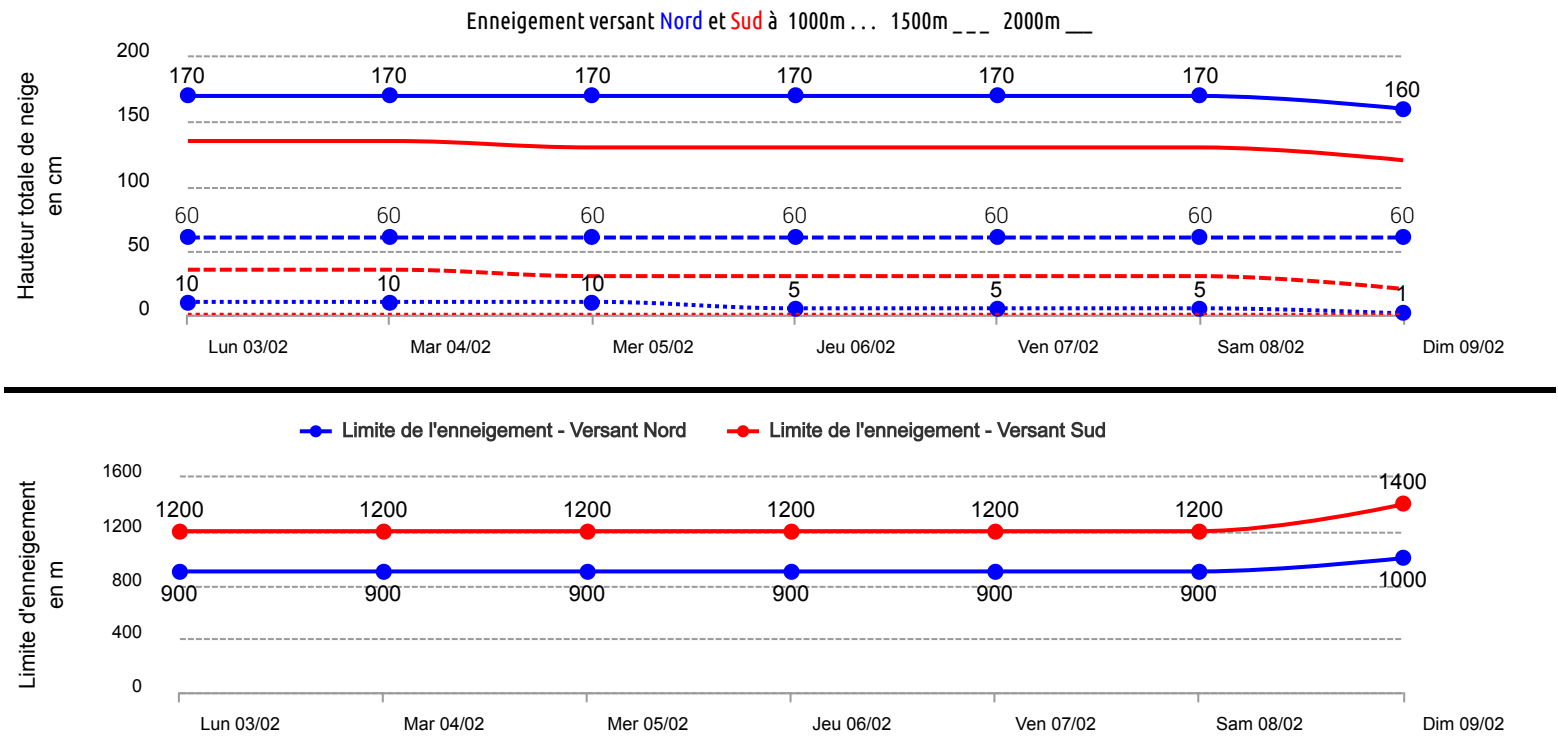 Enneigement versant Nord et Sud à 1000m . . . 1500m _ _ _ 2000m __
Hauteur totale de neige
en cm
200
170 170 170 170 170 170 160
150
100
60 60 60 60 60 60 60
50
10 10 10 5 5 5 1
0
Lun 03/02 Mar 04/02 Mer 05/02 Jeu 06/02 Ven 07/02 Sam 08/02 Dim 09/02
Limite de l'enneigement - Versant Nord Limite de l'enneigement - Versant Sud
Limite d'enneigement
en m
1600
1400
1200 1200 1200 1200 1200 1200
1200
800
900 900 900 900 900 900 1000
400
0
Lun 03/02 Mar 04/02 Mer 05/02 Jeu 06/02 Ven 07/02 Sam 08/02 Dim 09/02